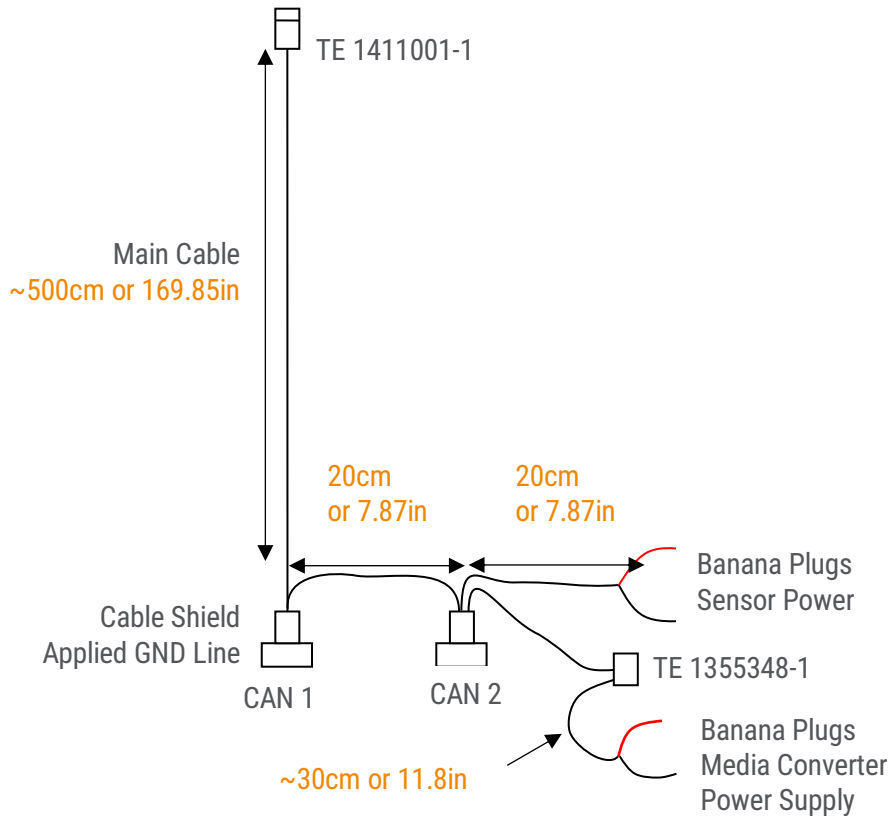 TE 1411001-1
Main Cable
~500cm or 169.85in
20cm
or 7.87in
20cm
or 7.87in
Banana Plugs
Sensor Power
Cable Shield
Applied GND Line
CAN 1
CAN 2
TE 1355348-1
Banana Plugs
Media Converter
Power Supply
~30cm or 11.8in